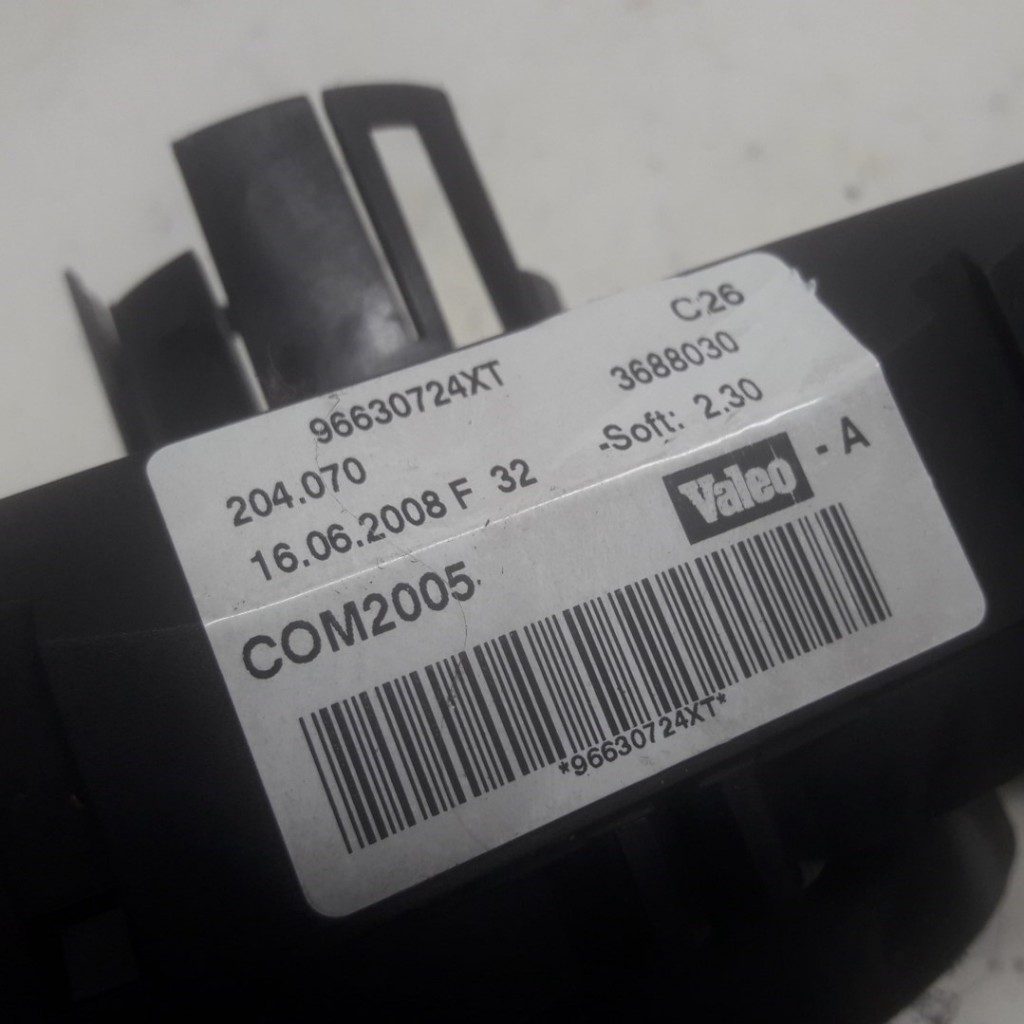 96630724XT C26
204.070 3688030
16.06.2008 F 32 -Soft: 2.30
COM2005 Valeo - A
*96630724XT*